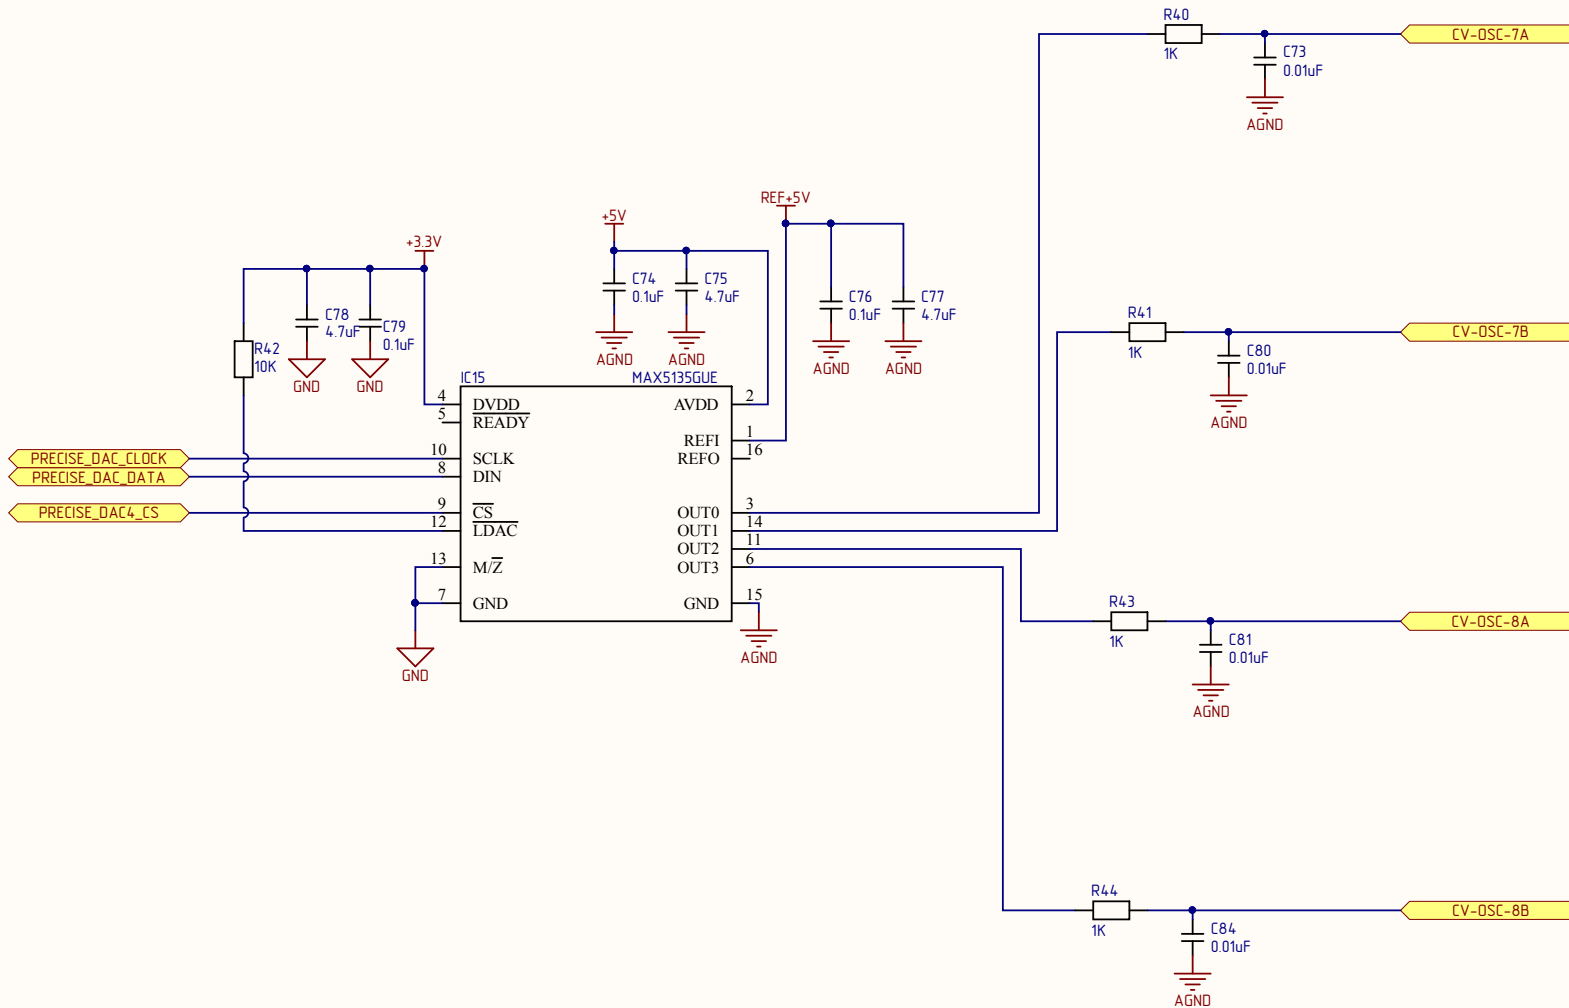 R40
1K
CV-OSC-7A
C73
0.01uF
AGND
REF+5V
+5V
+3.3V
C74
0.1uF
AGND
C75
4.7uF
AGND
C76
0.1uF
AGND
C77
4.7uF
AGND
C78
4.7uF
GND
C79
0.1uF
GND
R42
10K
R41
1K
CV-OSC-7B
C80
0.01uF
AGND
IC15
MAX5135GUE
4
DVDD
5
READY
10
SCLK
8
DIN
9
CS
12
LDAC
13
M/Z
7
GND
AVDD
2
REFI
1
REFO
16
OUT0
3
OUT1
14
OUT2
11
OUT3
6
GND
15
PRECISE_DAC_CLOCK
PRECISE_DAC_DATA
PRECISE_DAC4_CS
GND
AGND
R43
1K
CV-OSC-8A
C81
0.01uF
AGND
R44
1K
CV-OSC-8B
C84
0.01uF
AGND